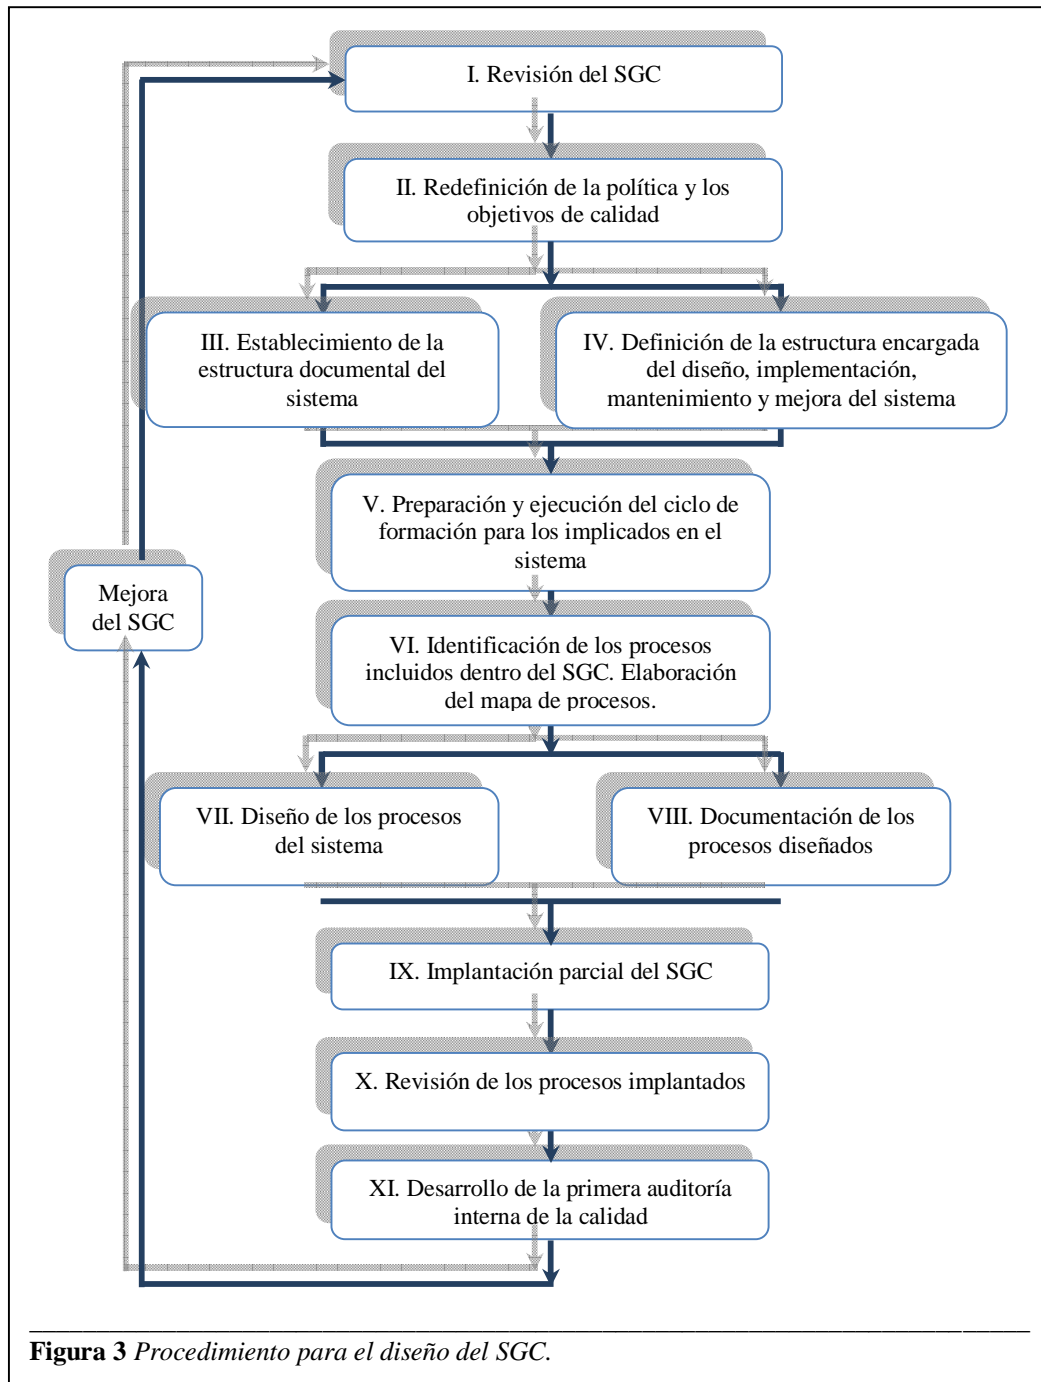 I. Revisión del SGC
II. Redefinición de la política y los
objetivos de calidad
III. Establecimiento de la
estructura documental del
sistema
IV. Definición de la estructura encargada
del diseño, implementación,
mantenimiento y mejora del sistema
V. Preparación y ejecución del ciclo de
formación para los implicados en el
sistema
Mejora
del SGC
VI. Identificación de los procesos
incluidos dentro del SGC. Elaboración
del mapa de procesos.
VII. Diseño de los procesos
del sistema
VIII. Documentación de los
procesos diseñados
IX. Implantación parcial del SGC
X. Revisión de los procesos implantados
XI. Desarrollo de la primera auditoría
interna de la calidad
Figura 3 Procedimiento para el diseño del SGC.